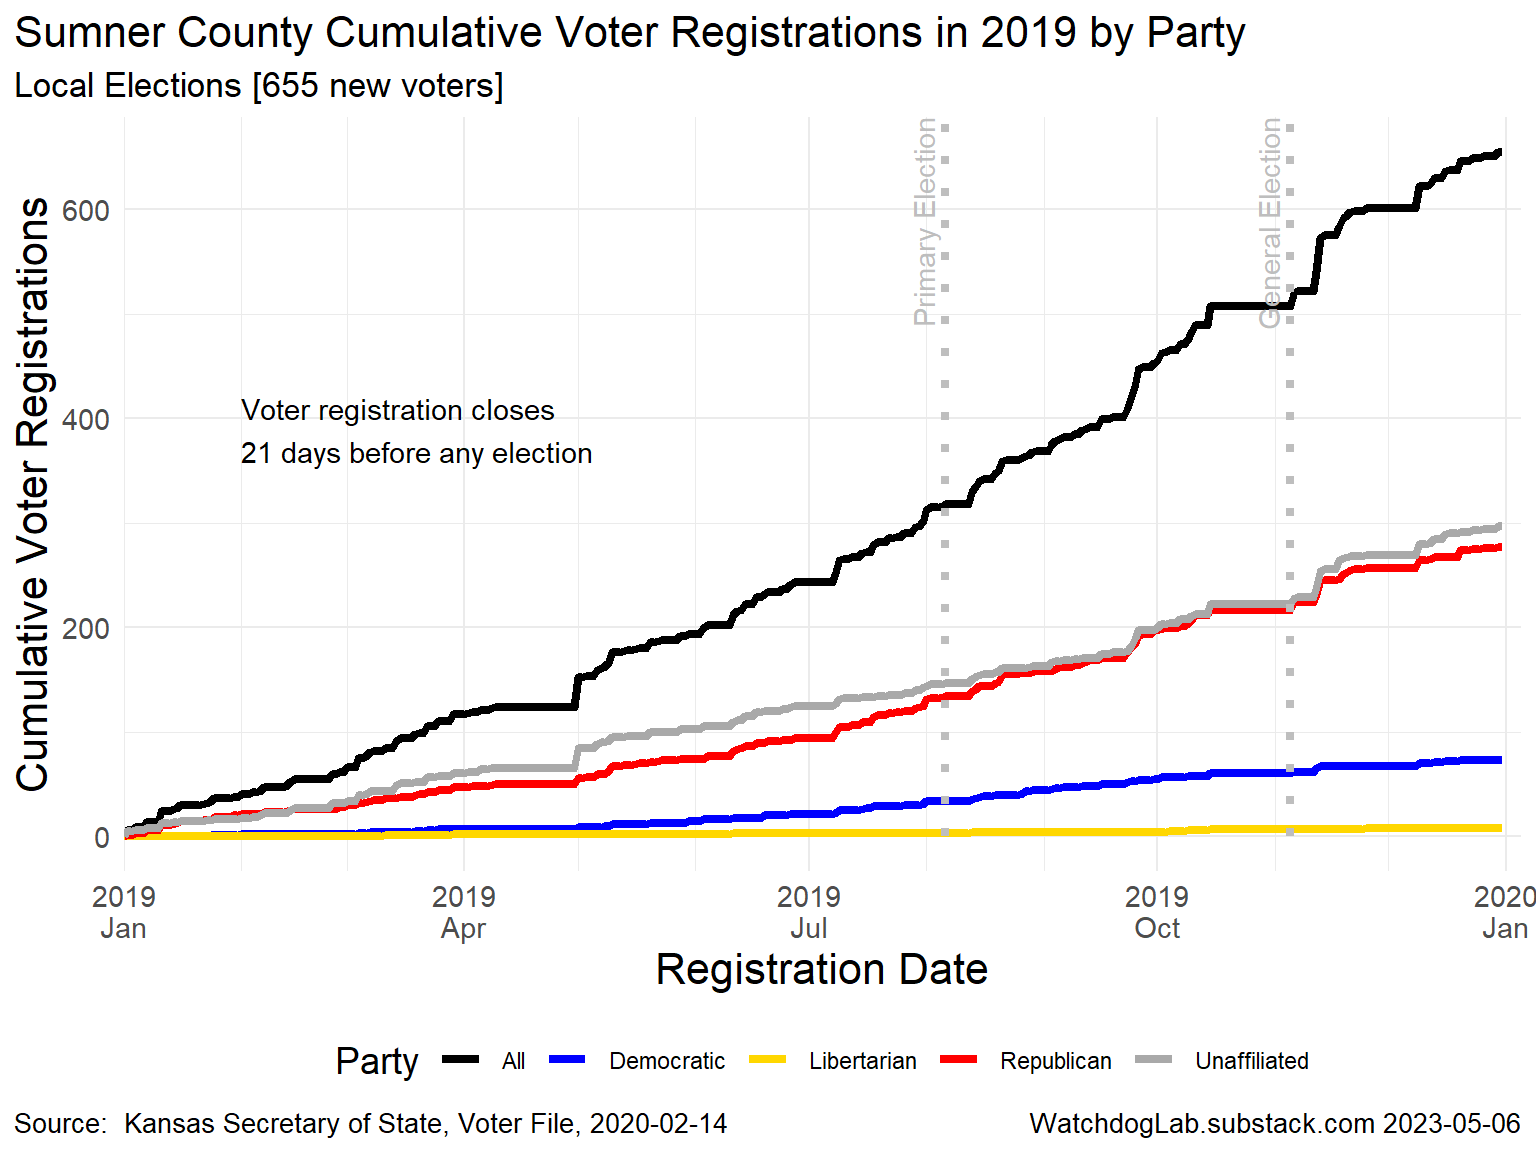 Sumner County Cumulative Voter Registrations in 2019 by Party
Local Elections [655 new voters]
Cumulative Voter Registrations
600
400
200
0
Primary Election
General Election
Voter registration closes
21 days before any election
2019
Jan
2019
Apr
2019
Jul
2019
Oct
2020
Jan
Registration Date
Party
All
Democratic
Libertarian
Republican
Unaffiliated
Source:  Kansas Secretary of State, Voter File, 2020-02-14
WatchdogLab.substack.com 2023-05-06